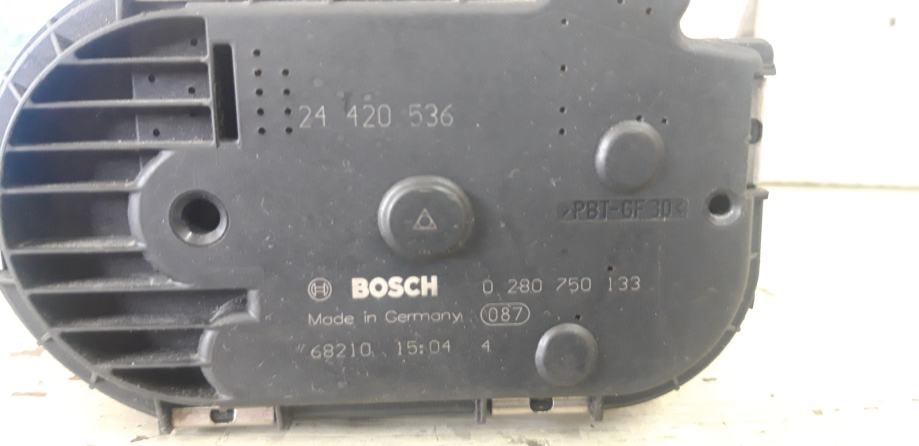 24 420 536
>PBT-GF30<
BOSCH 0 280 750 133
Made in Germany 087
68210 15:04 4